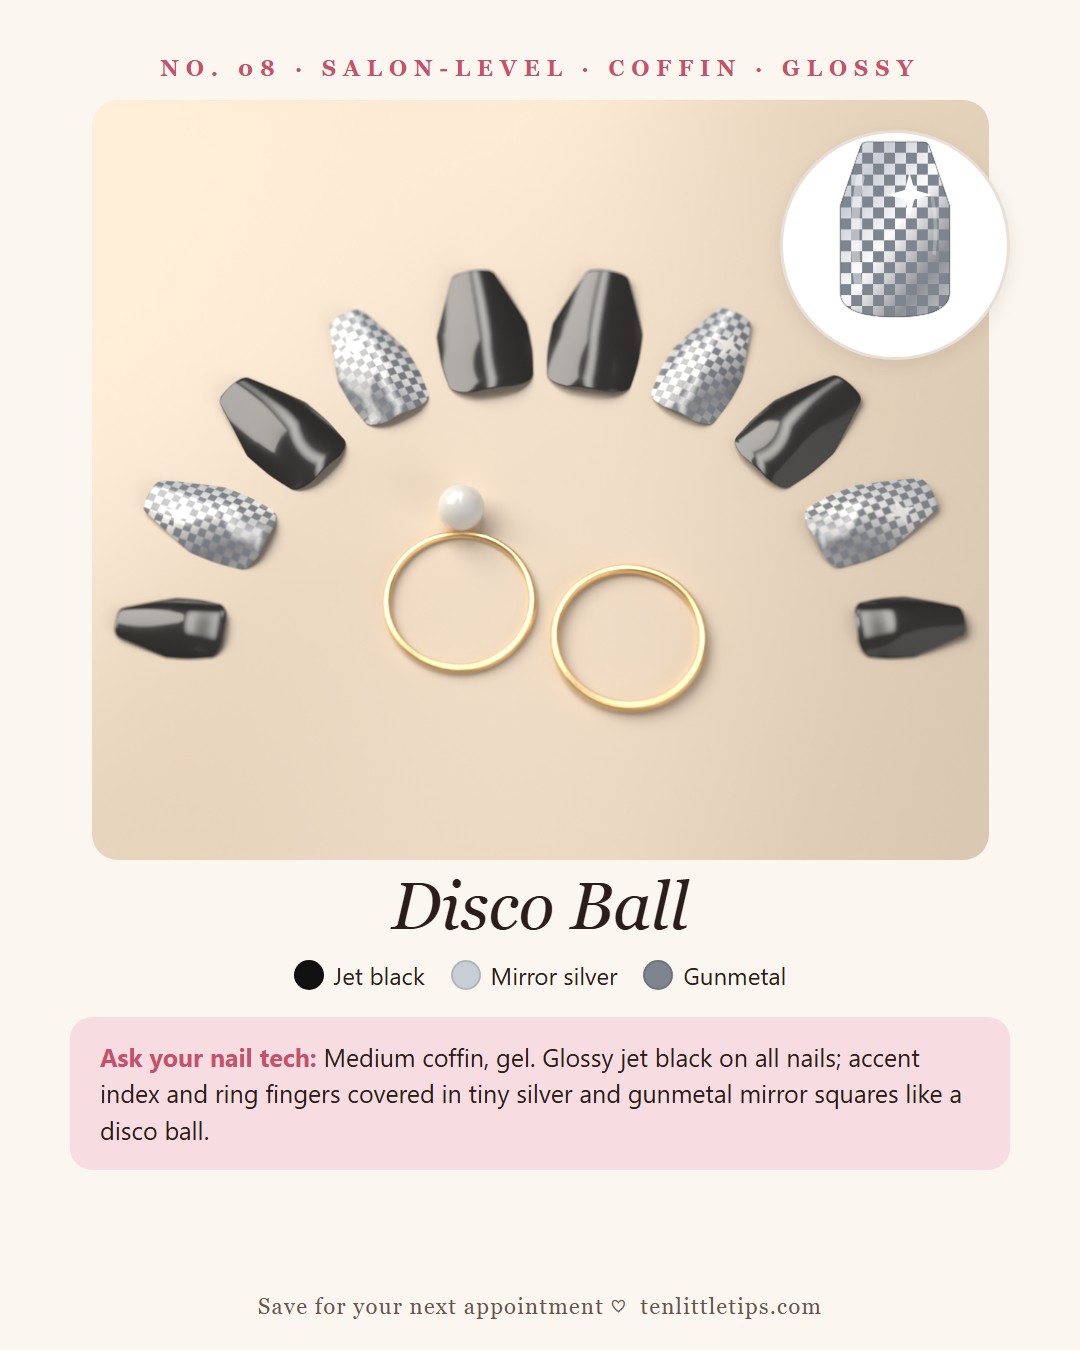 NO. 08 · SALON-LEVEL · COFFIN · GLOSSY
Disco Ball
Jet black Mirror silver Gunmetal
Ask your nail tech: Medium coffin, gel. Glossy jet black on all nails; accent
index and ring fingers covered in tiny silver and gunmetal mirror squares like a
disco ball.
Save for your next appointment ♡ tenlittletips.com